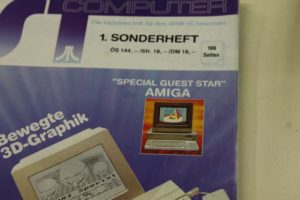 ST COMPUTER
Die Fachzeitschrift für den ATARI-ST-Anwender
1. SONDERHEFT
ÖS 144,–/Sfr. 18,–/DM 18,–
168
Seiten
"SPECIAL GUEST STAR"
AMIGA
Bewegte
3D-Graphik